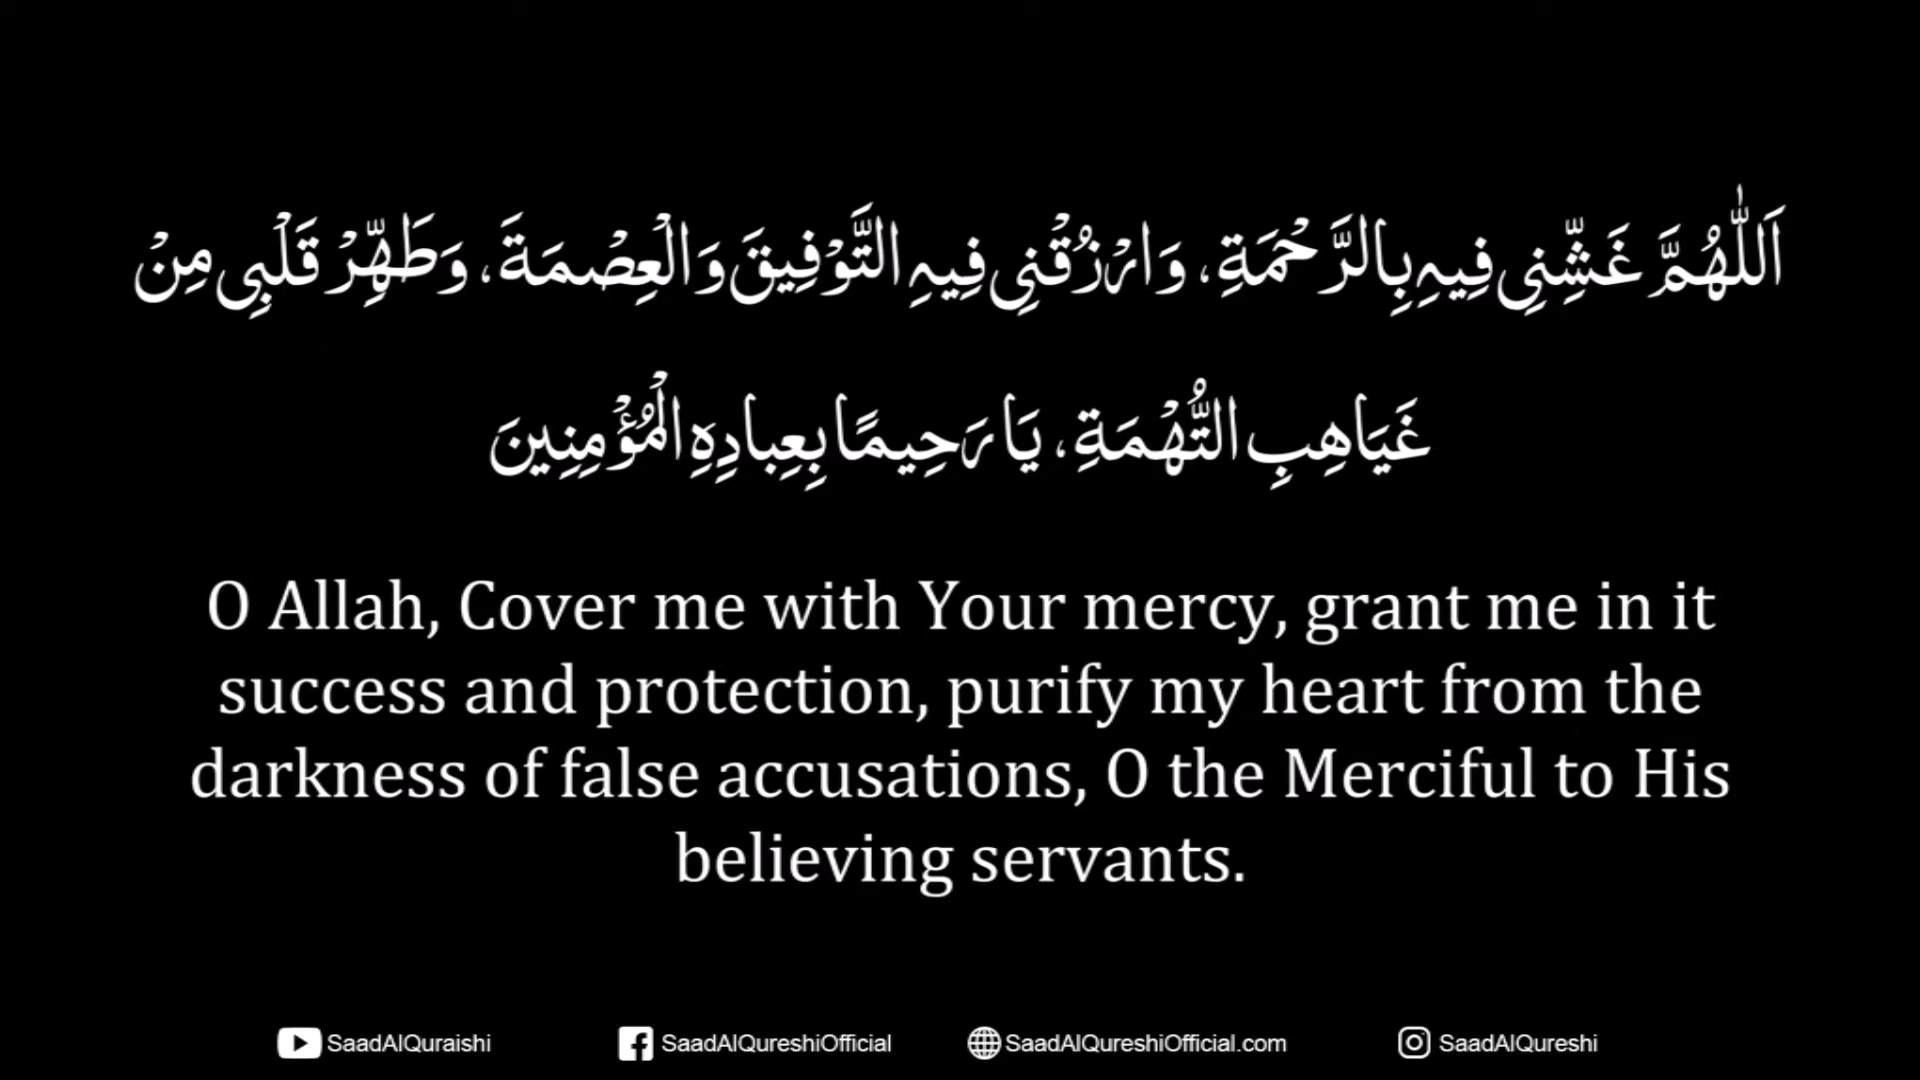 اَللّٰهُمَّ غَشِّنِي فِيهِ بِالرَّحْمَةِ، وَارْزُقْنِي فِيهِ التَّوْفِيقَ وَالْعِصْمَةَ، وَطَهِّرْ قَلْبِي مِنْ
غَيَاهِبِ التُّهْمَةِ، يَا رَحِيمًا بِعِبادِهِ الْمُؤْمِنِينَ
O Allah, Cover me with Your mercy, grant me in it
success and protection, purify my heart from the
darkness of false accusations, O the Merciful to His
believing servants.
SaadAlQuraishi SaadAlQureshiOfficial SaadAlQureshiOfficial.com SaadAlQureshi